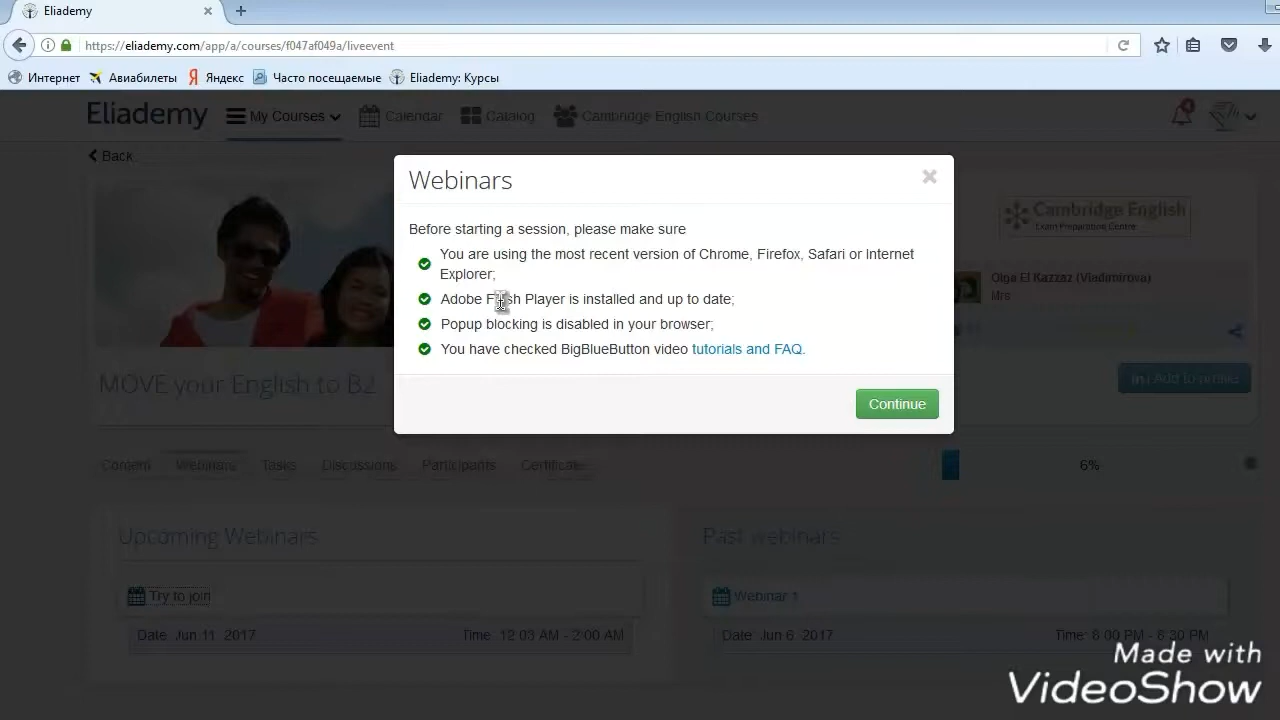 Eliademy
https://eliademy.com/app/a/courses/f047af049a/liveevent
Интернет Авиабилеты Яндекс Часто посещаемые Eliademy: Курсы
Eliademy My Courses Calendar Catalog Cambridge English Courses
Back
Webinars
Before starting a session, please make sure
You are using the most recent version of Chrome, Firefox, Safari or Internet
Explorer;
Adobe Flash Player is installed and up to date;
Popup blocking is disabled in your browser;
You have checked BigBlueButton video tutorials and FAQ.
Continue
Cambridge English
Exam Preparation Centre
Olga El Kazzaz (Vladimirova)
Mrs
MOVE your English to B2
Content Webinars Tasks Discussions Participants Certificate
6%
Upcoming Webinars
Try to join
Date: Jun 11, 2017 Time: 12:03 AM - 2:00 AM
Past webinars
Webinar 1
Date: Jun 6, 2017 Time: 8:00 PM - 8:30 PM
Made with
VideoShow